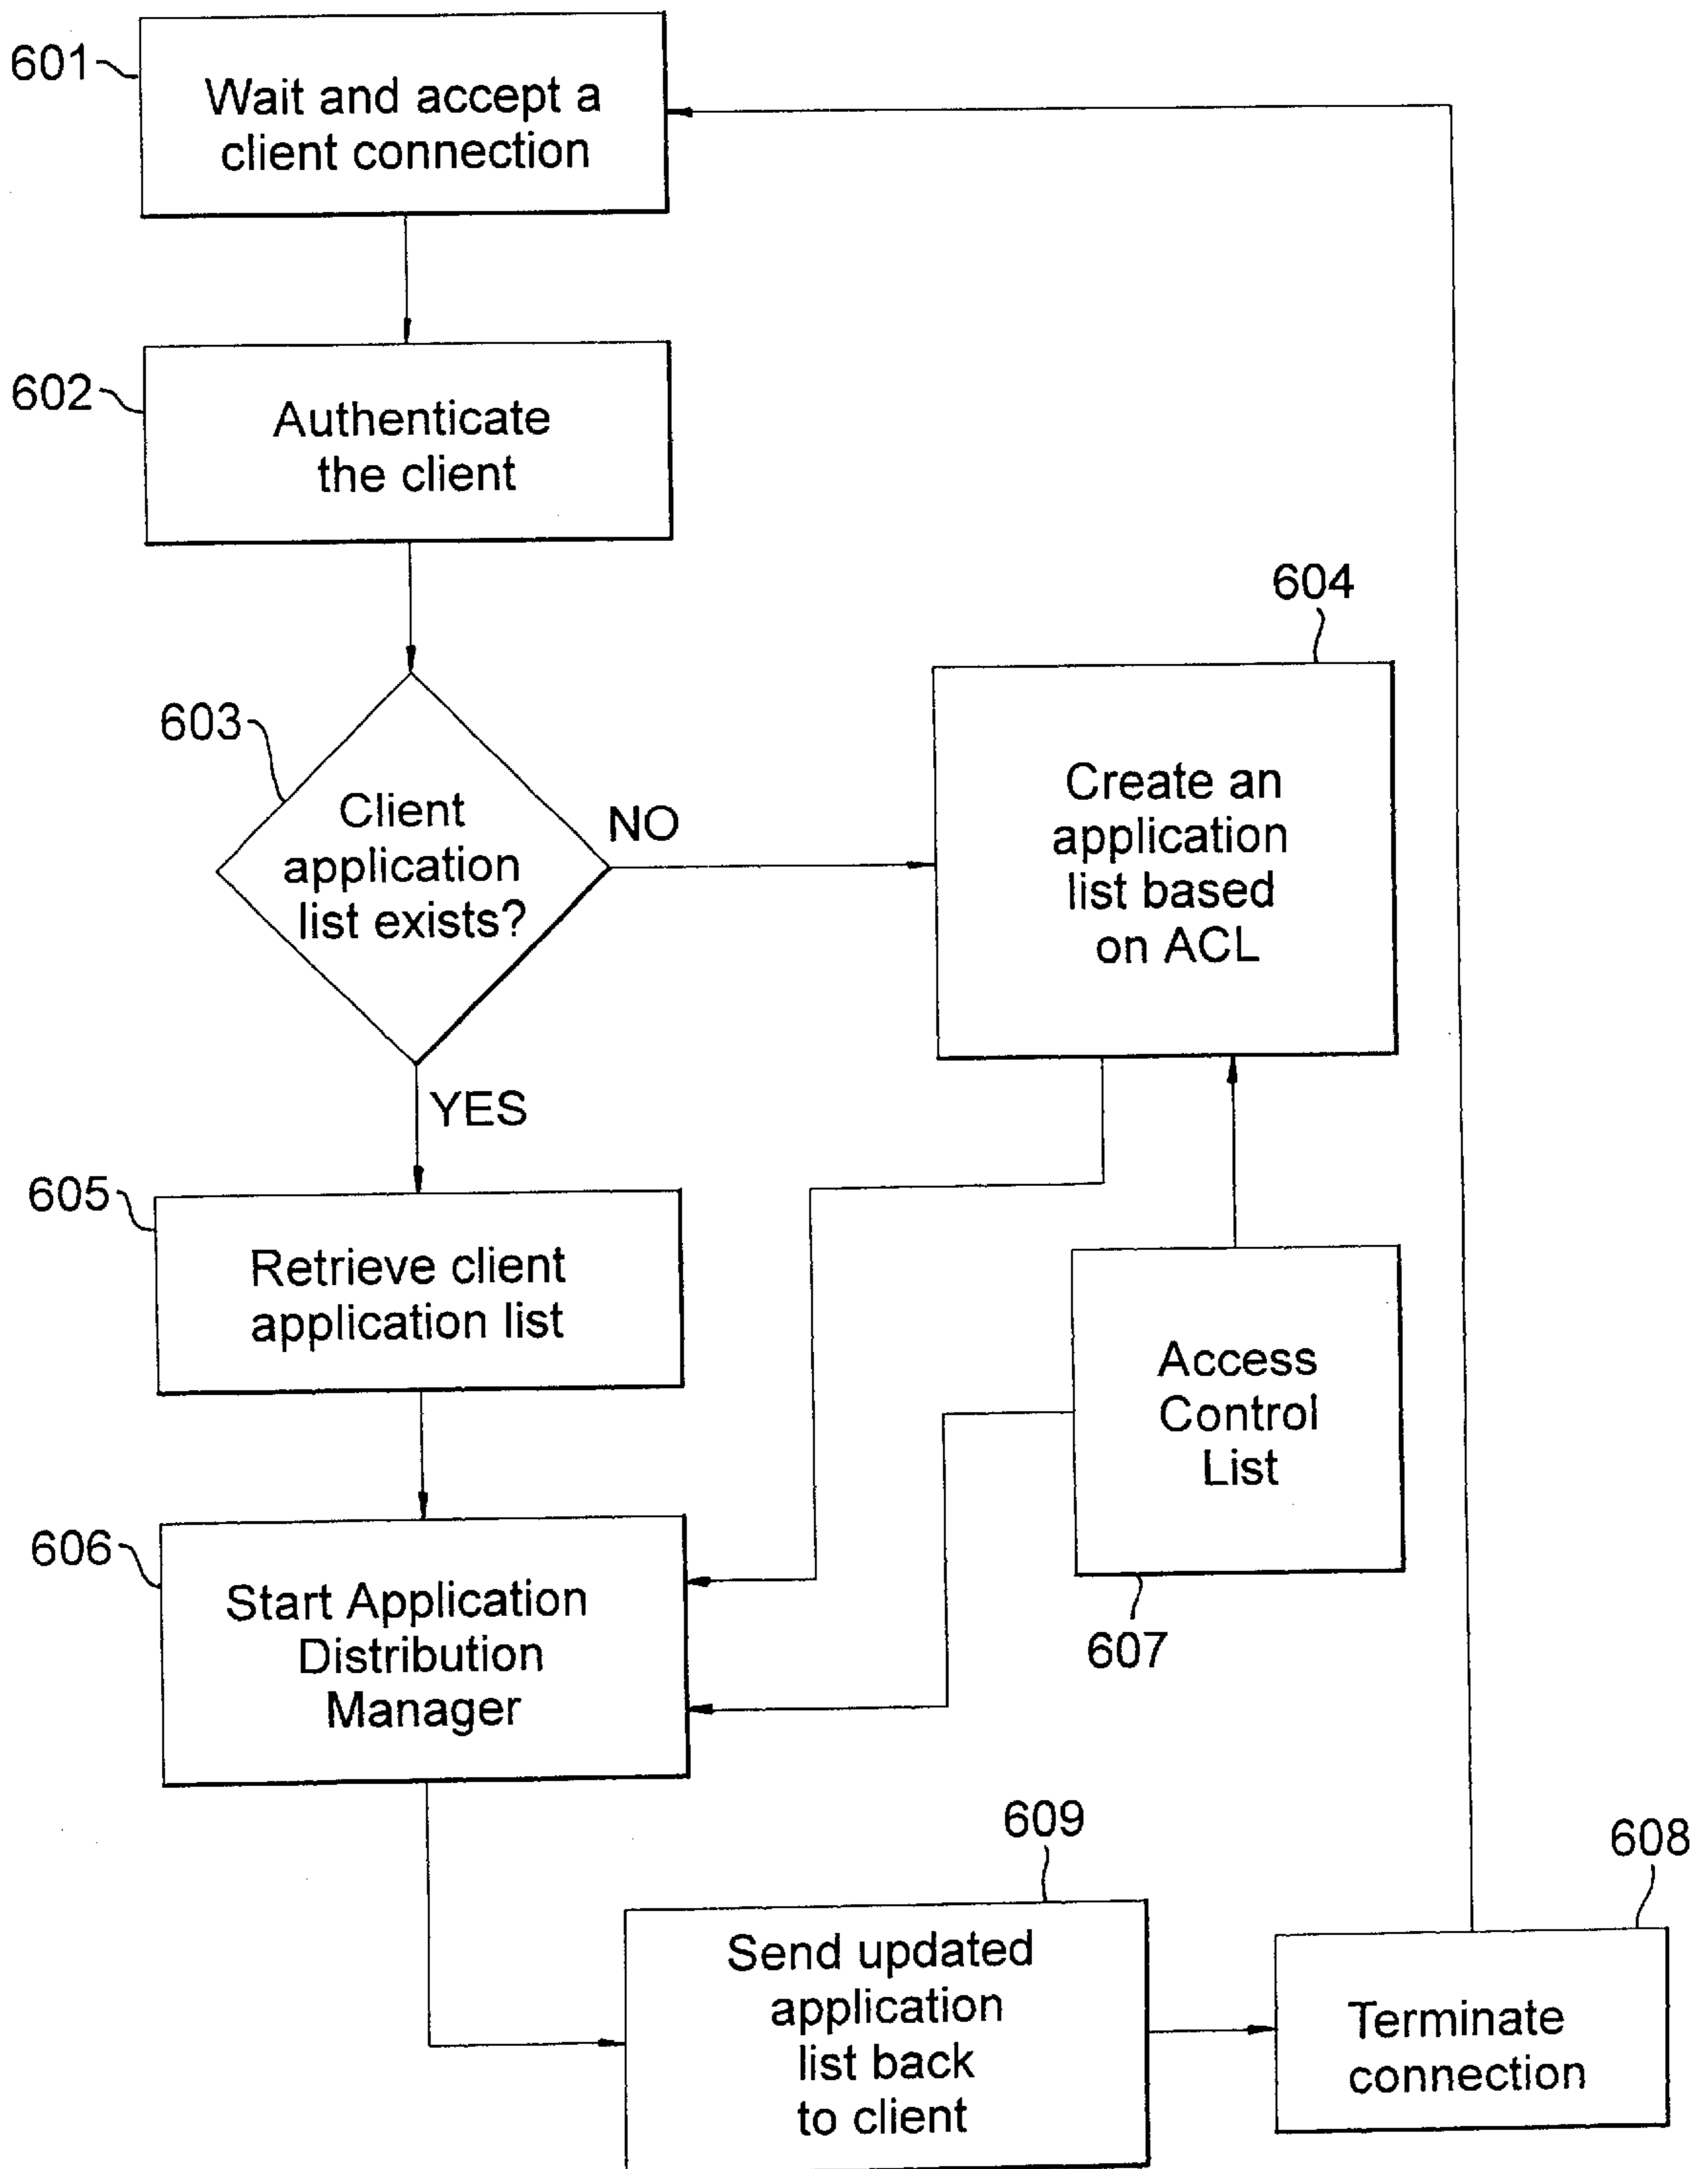 601
Wait and accept a
client connection
602
Authenticate
the client
603
Client
application
list exists?
NO
YES
604
Create an
application
list based
on ACL
605
Retrieve client
application list
Access
Control
List
607
606
Start Application
Distribution
Manager
609
Send updated
application
list back
to client
608
Terminate
connection